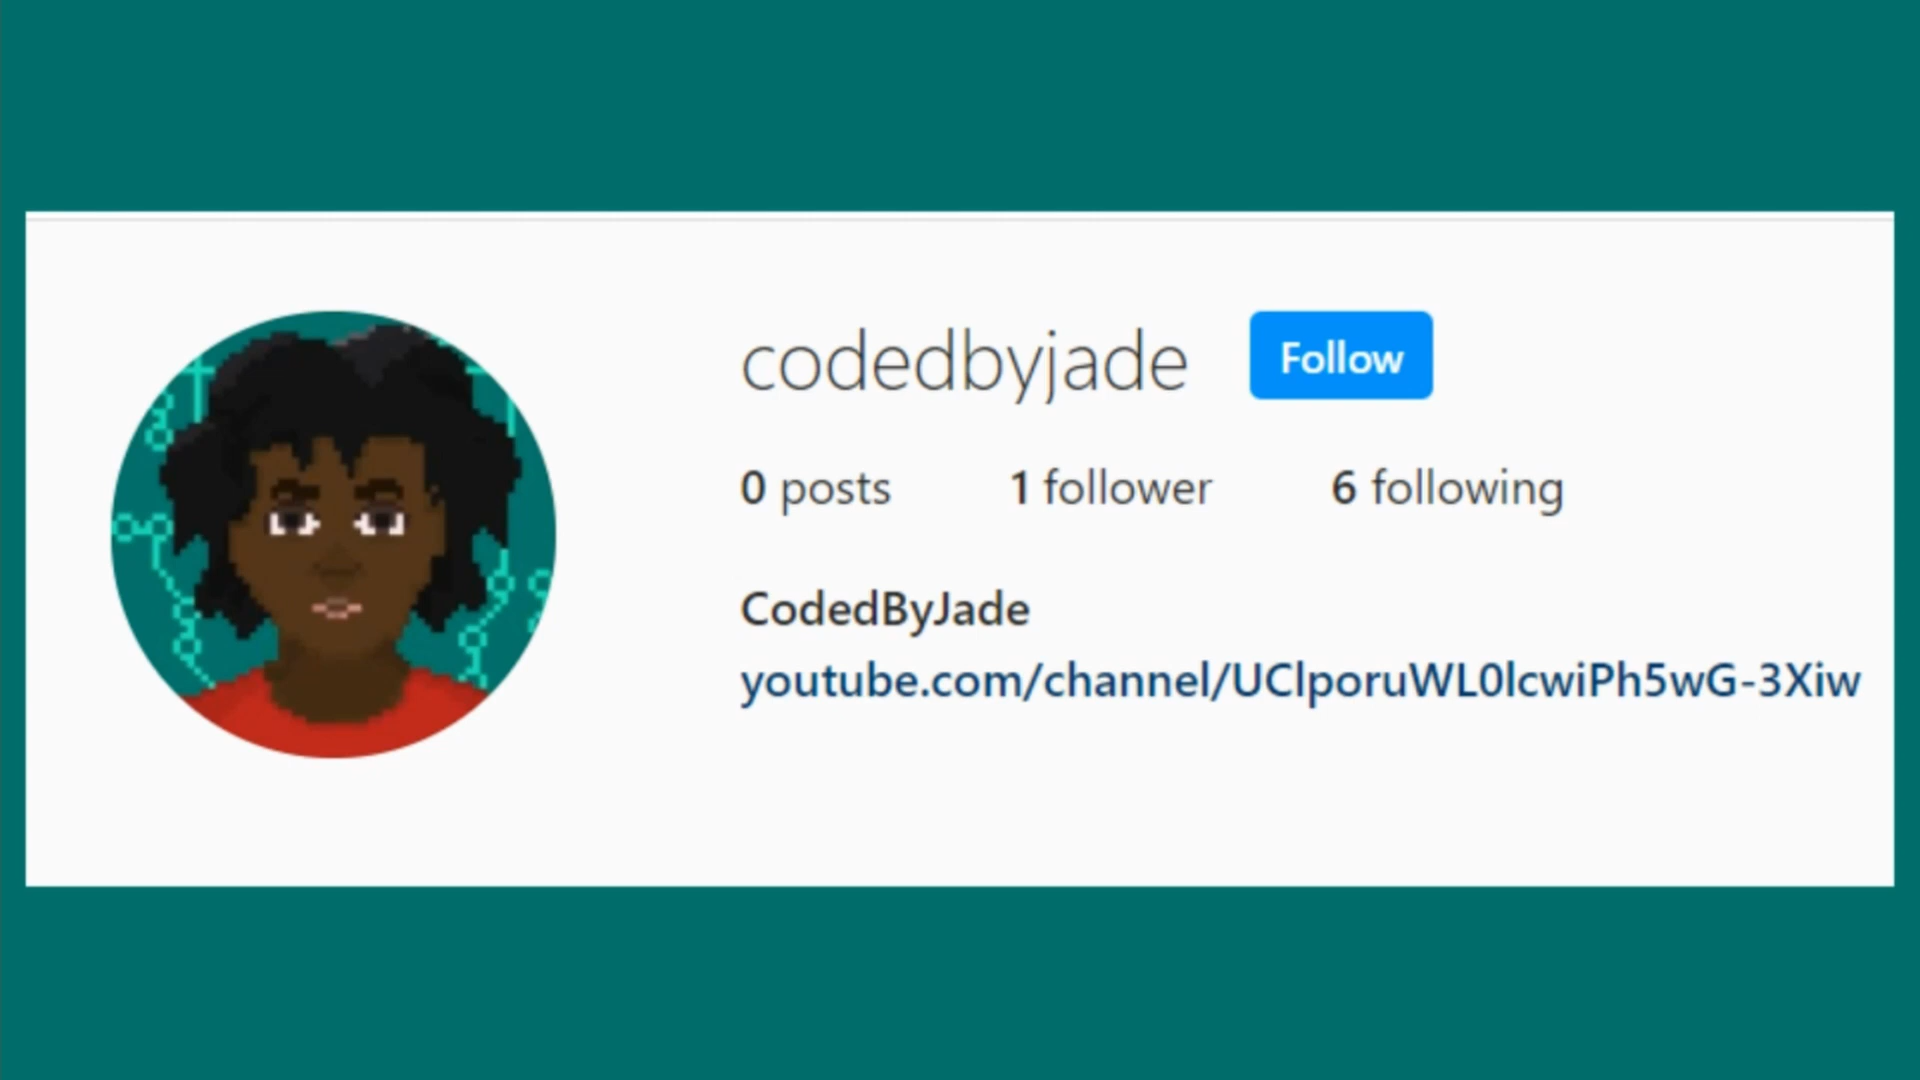 codedbyjade Follow
0 posts 1 follower 6 following
CodedByJade
youtube.com/channel/UClporuWL0lcwiPh5wG-3Xiw